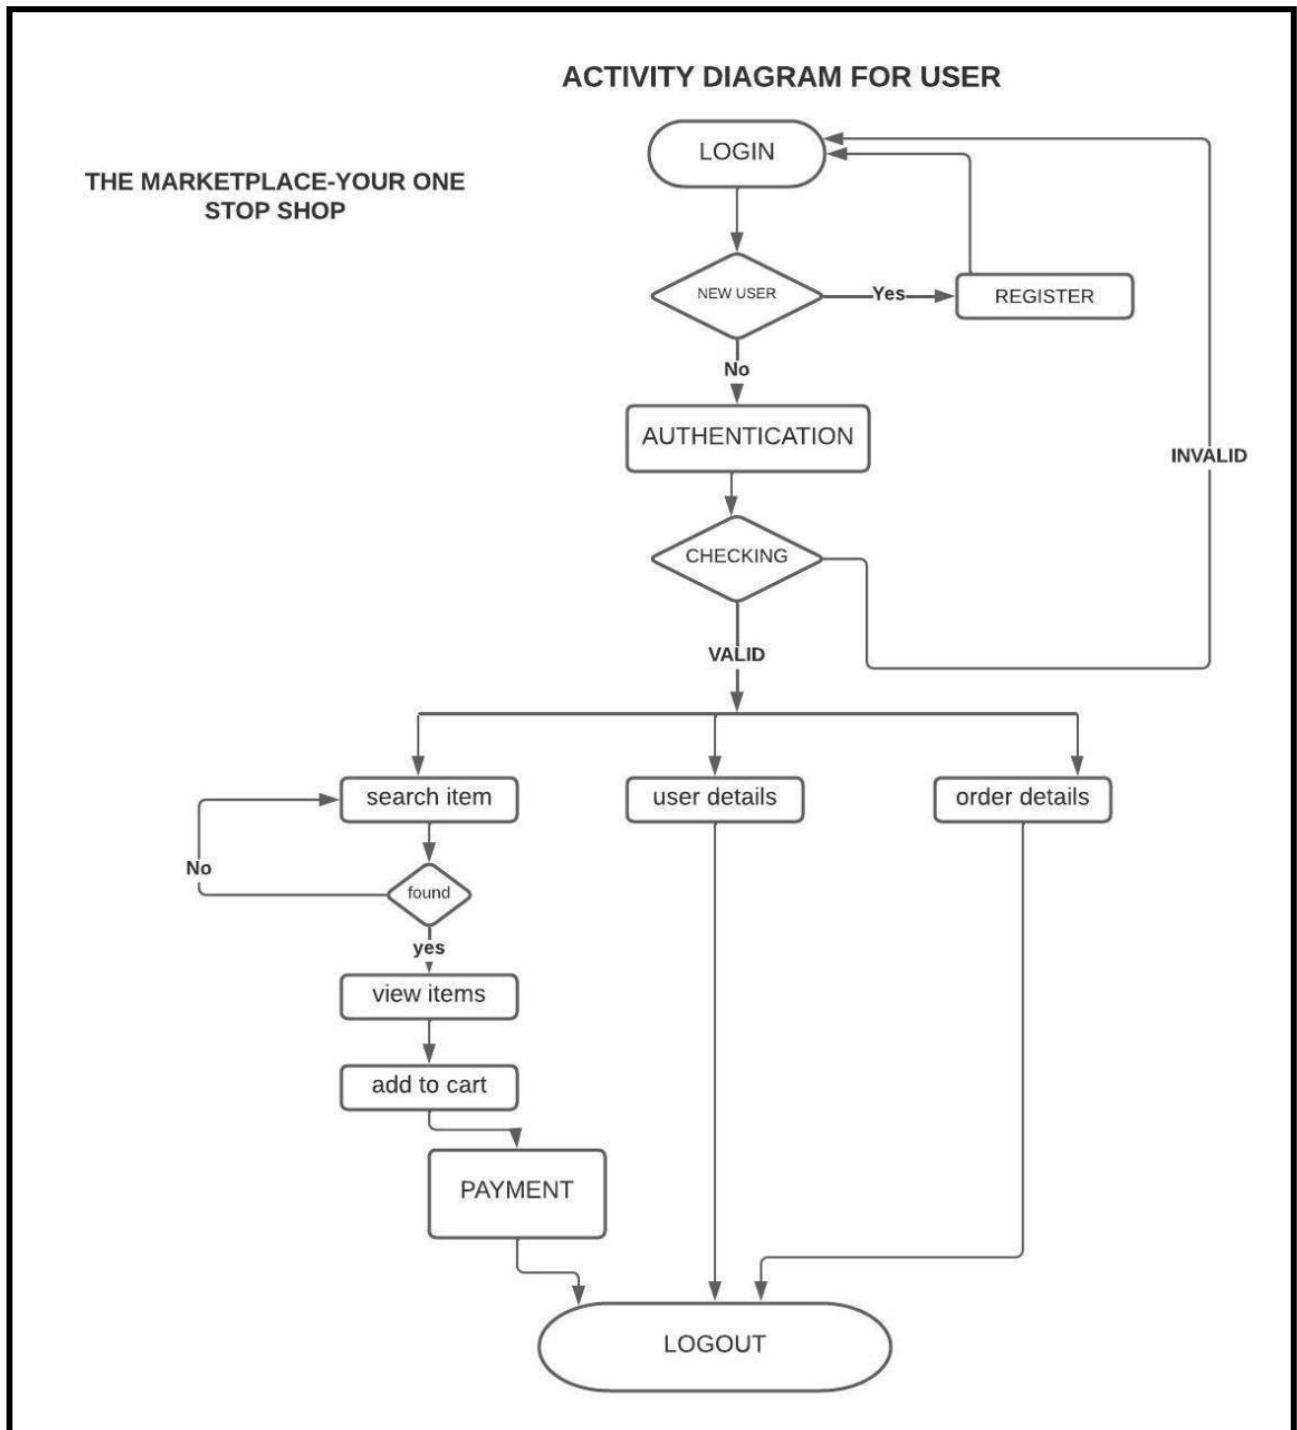 ACTIVITY DIAGRAM FOR USER
THE MARKETPLACE-YOUR ONE
STOP SHOP
LOGIN
NEW USER
Yes
REGISTER
No
AUTHENTICATION
INVALID
CHECKING
VALID
search item
user details
order details
No
found
yes
view items
add to cart
PAYMENT
LOGOUT